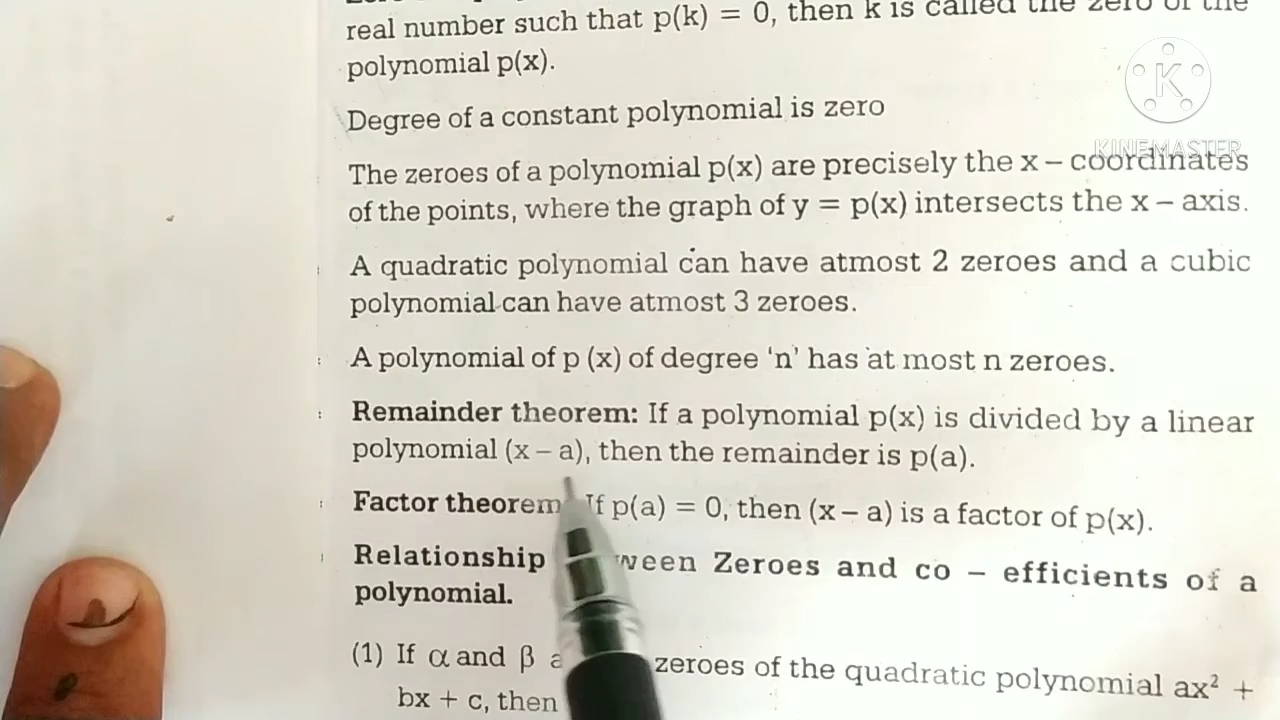 real number such that p(k) = 0, then k is called the zero of the
polynomial p(x).
Degree of a constant polynomial is zero
The zeroes of a polynomial p(x) are precisely the x – coordinates
of the points, where the graph of y = p(x) intersects the x – axis.
A quadratic polynomial can have atmost 2 zeroes and a cubic
polynomial can have atmost 3 zeroes.
A polynomial of p (x) of degree 'n' has at most n zeroes.
Remainder theorem: If a polynomial p(x) is divided by a linear
polynomial (x – a), then the remainder is p(a).
Factor theorem If p(a) = 0, then (x – a) is a factor of p(x).
Relationship ween Zeroes and co – efficients of a
polynomial.
(1) If α and β a zeroes of the quadratic polynomial ax² +
bx + c, then
K
KINEMASTER